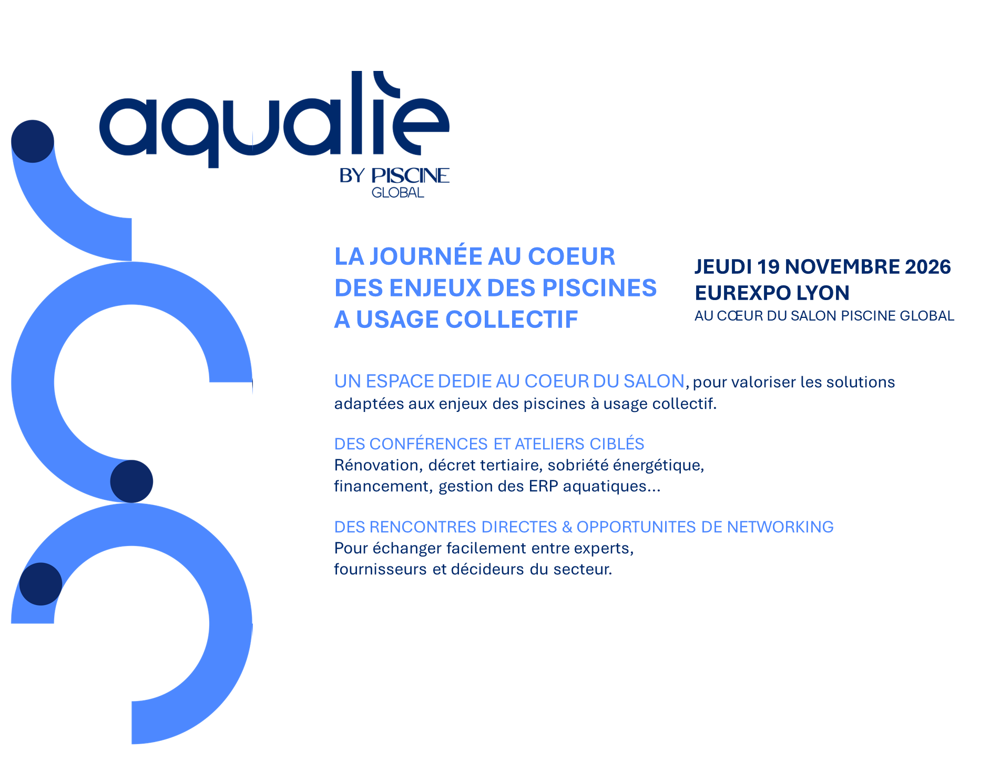 aqualiè
BY PISCINE
GLOBAL
LA JOURNÉE AU COEUR
DES ENJEUX DES PISCINES
A USAGE COLLECTIF
JEUDI 19 NOVEMBRE 2026
EUREXPO LYON
AU CŒUR DU SALON PISCINE GLOBAL
UN ESPACE DEDIE AU COEUR DU SALON, pour valoriser les solutions
adaptées aux enjeux des piscines à usage collectif.
DES CONFÉRENCES ET ATELIERS CIBLÉS
Rénovation, décret tertiaire, sobriété énergétique,
financement, gestion des ERP aquatiques...
DES RENCONTRES DIRECTES & OPPORTUNITES DE NETWORKING
Pour échanger facilement entre experts,
fournisseurs et décideurs du secteur.